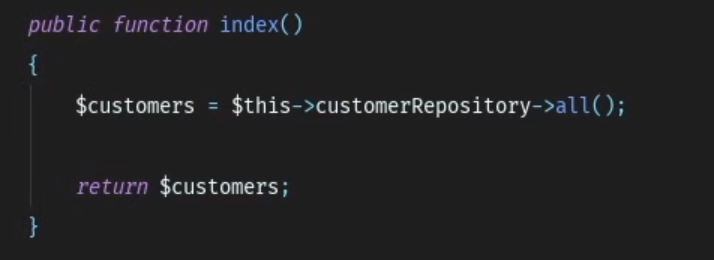 public function index()
{
$customers = $this->customerRepository->all();
return $customers;
}